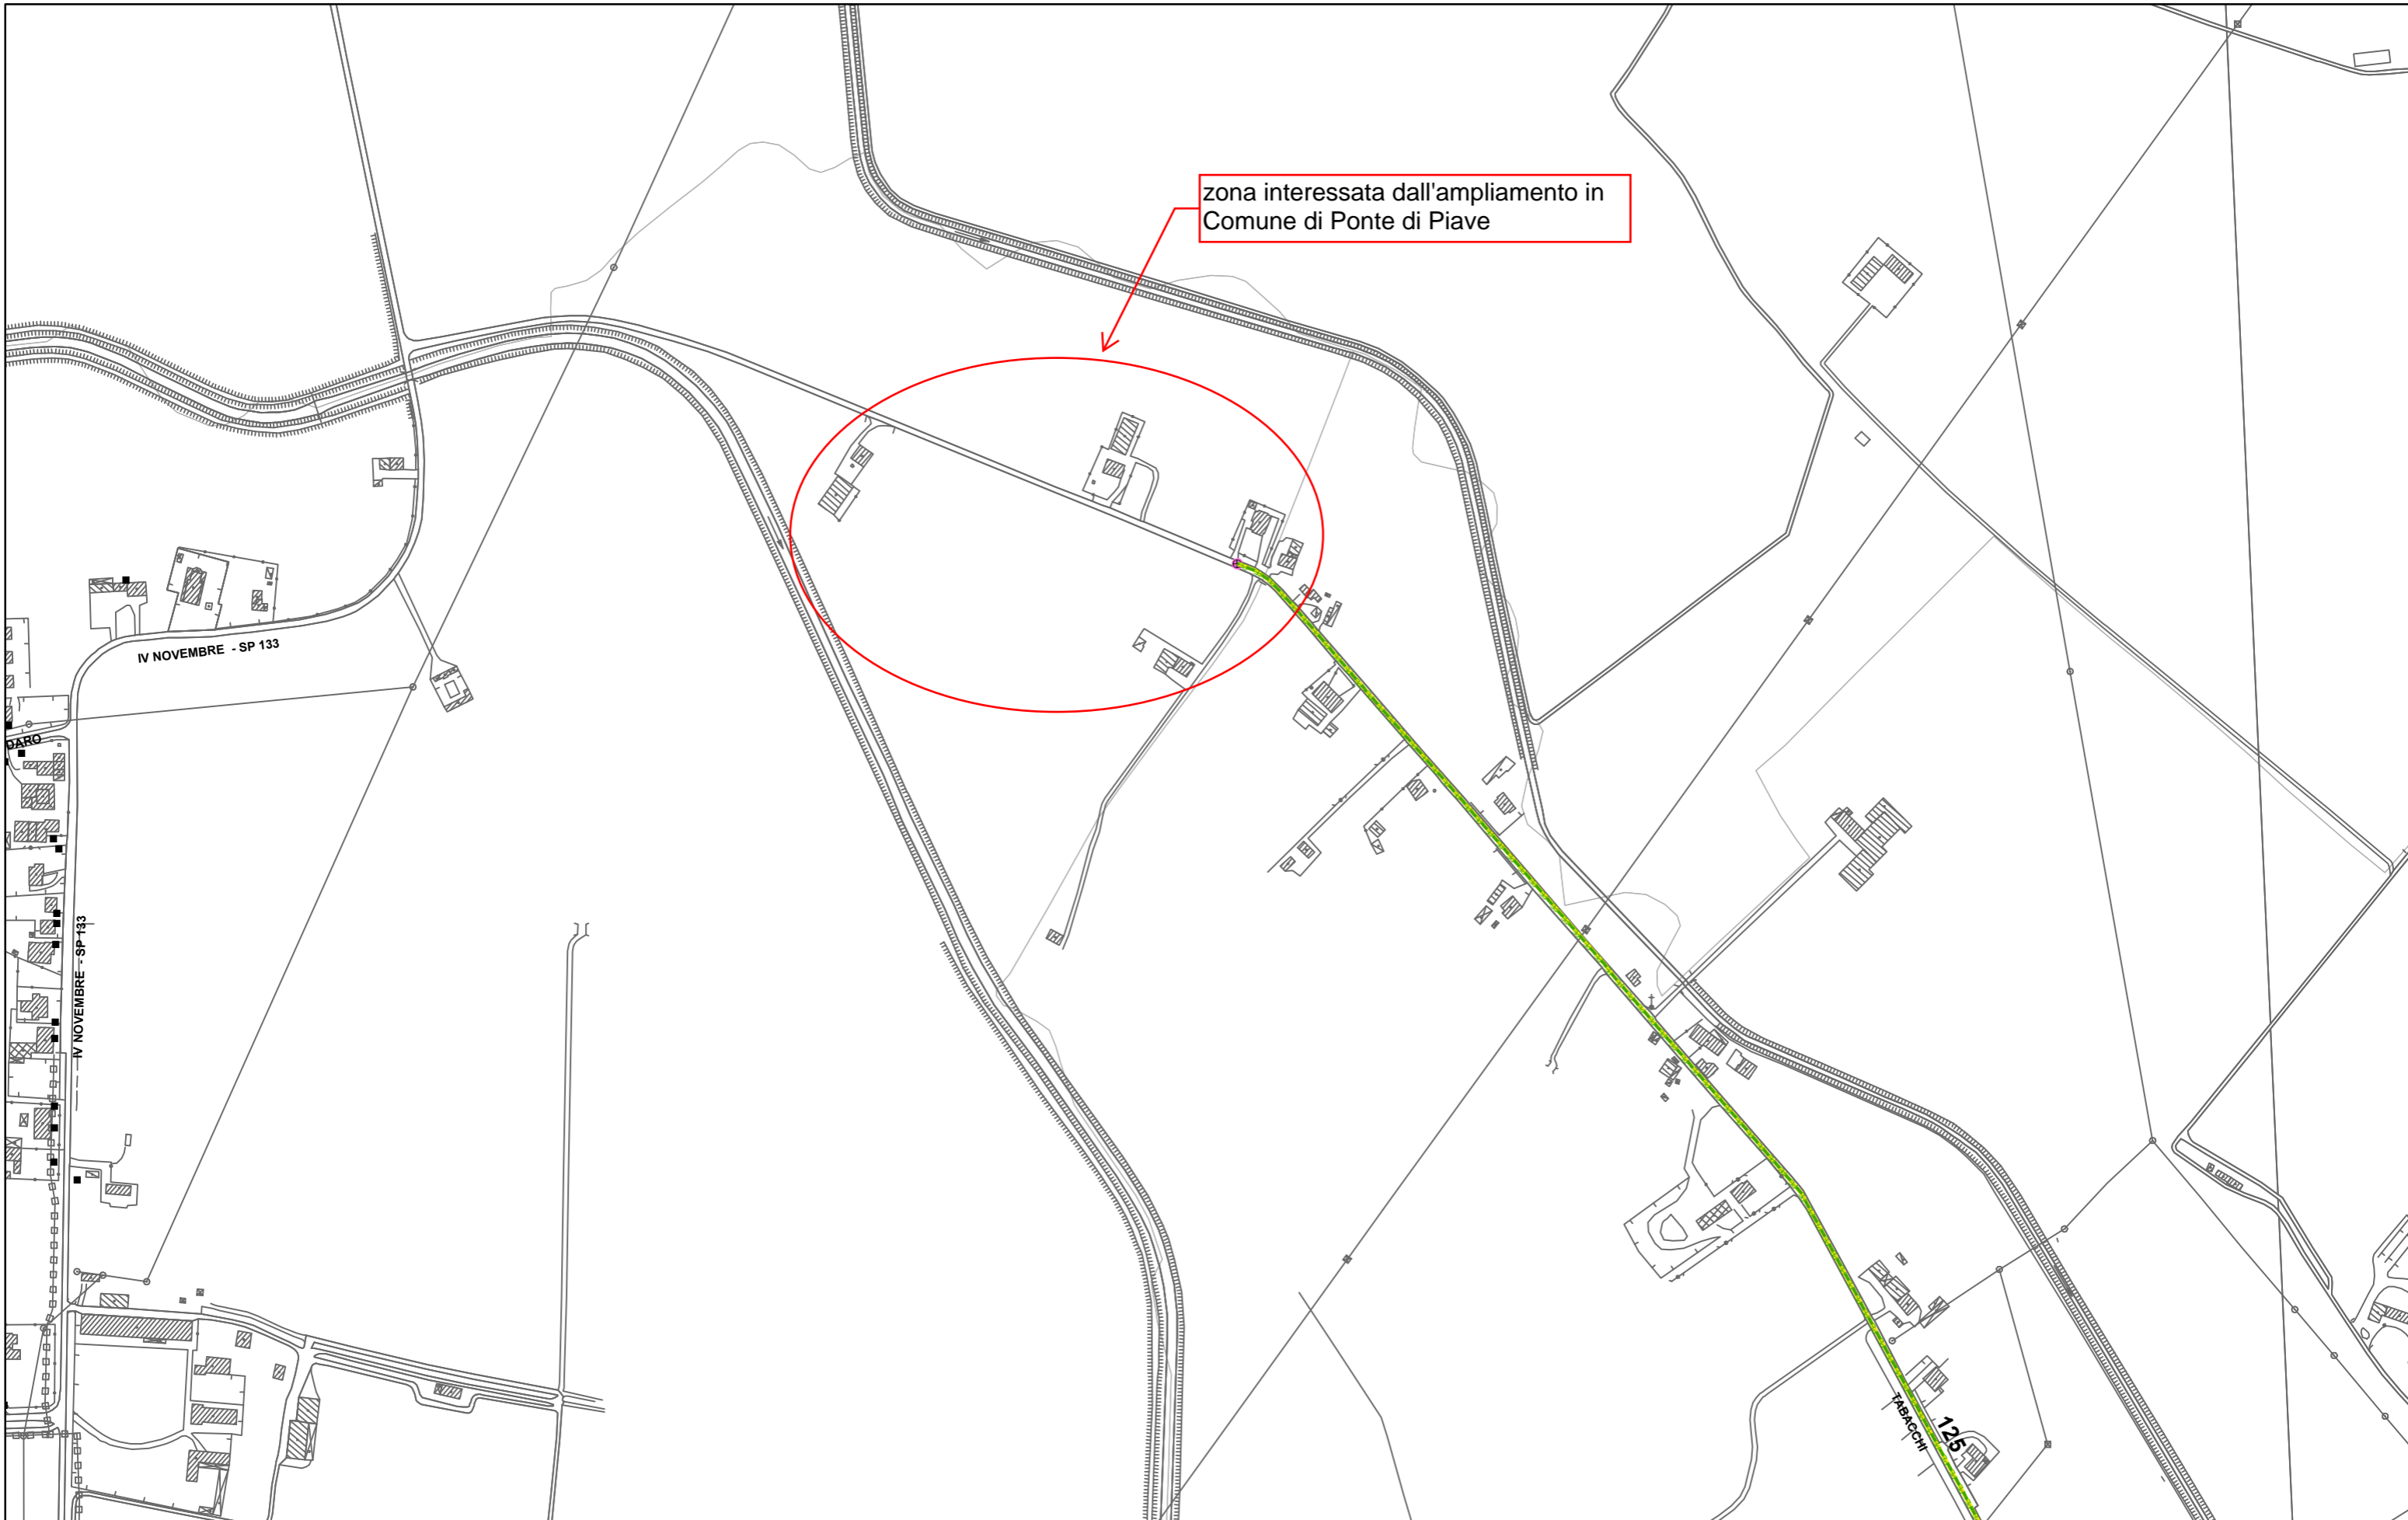 zona interessata dall'ampliamento in
Comune di Ponte di Piave
IV NOVEMBRE - SP 133
DARO
IV NOVEMBRE - SP 133
TABACCHI
125